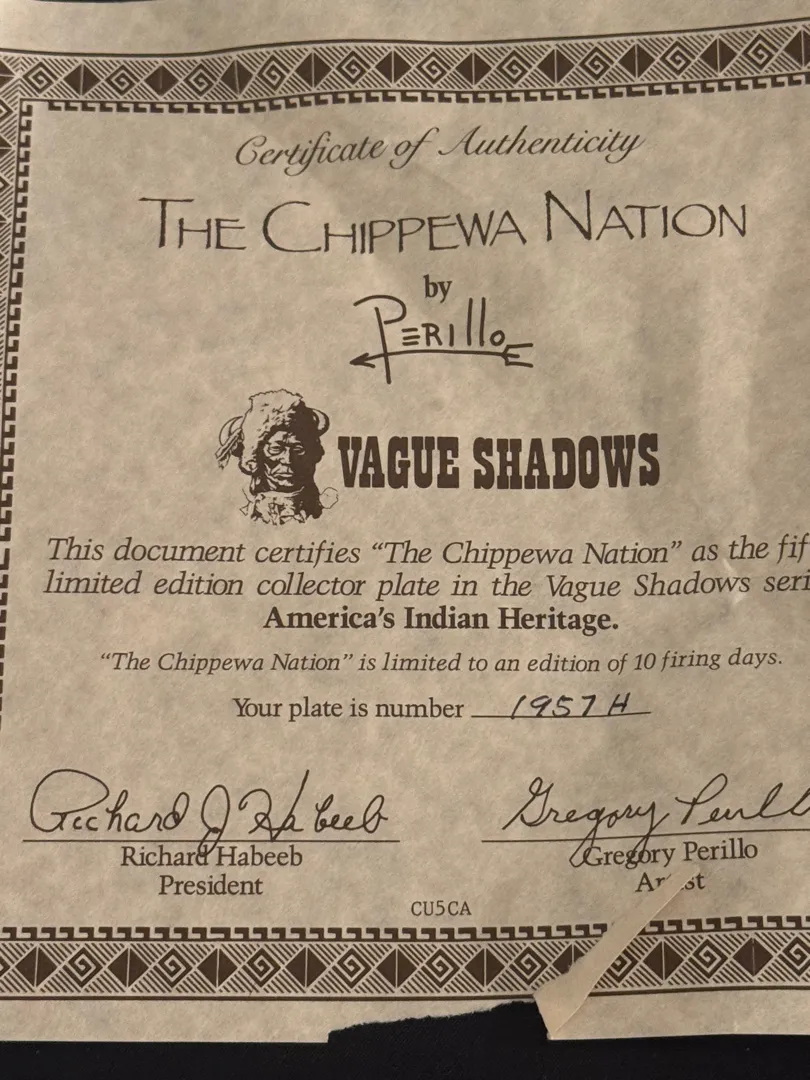 Certificate of Authenticity
THE CHIPPEWA NATION
by
PERILLO
VAGUE SHADOWS
This document certifies “The Chippewa Nation” as the fif
limited edition collector plate in the Vague Shadows seri
America's Indian Heritage.
“The Chippewa Nation” is limited to an edition of 10 firing days.
Your plate is number 1957 H
Richard J Habeeb Gregory Perill
Richard Habeeb Gregory Perillo
President Ar st
CU5CA